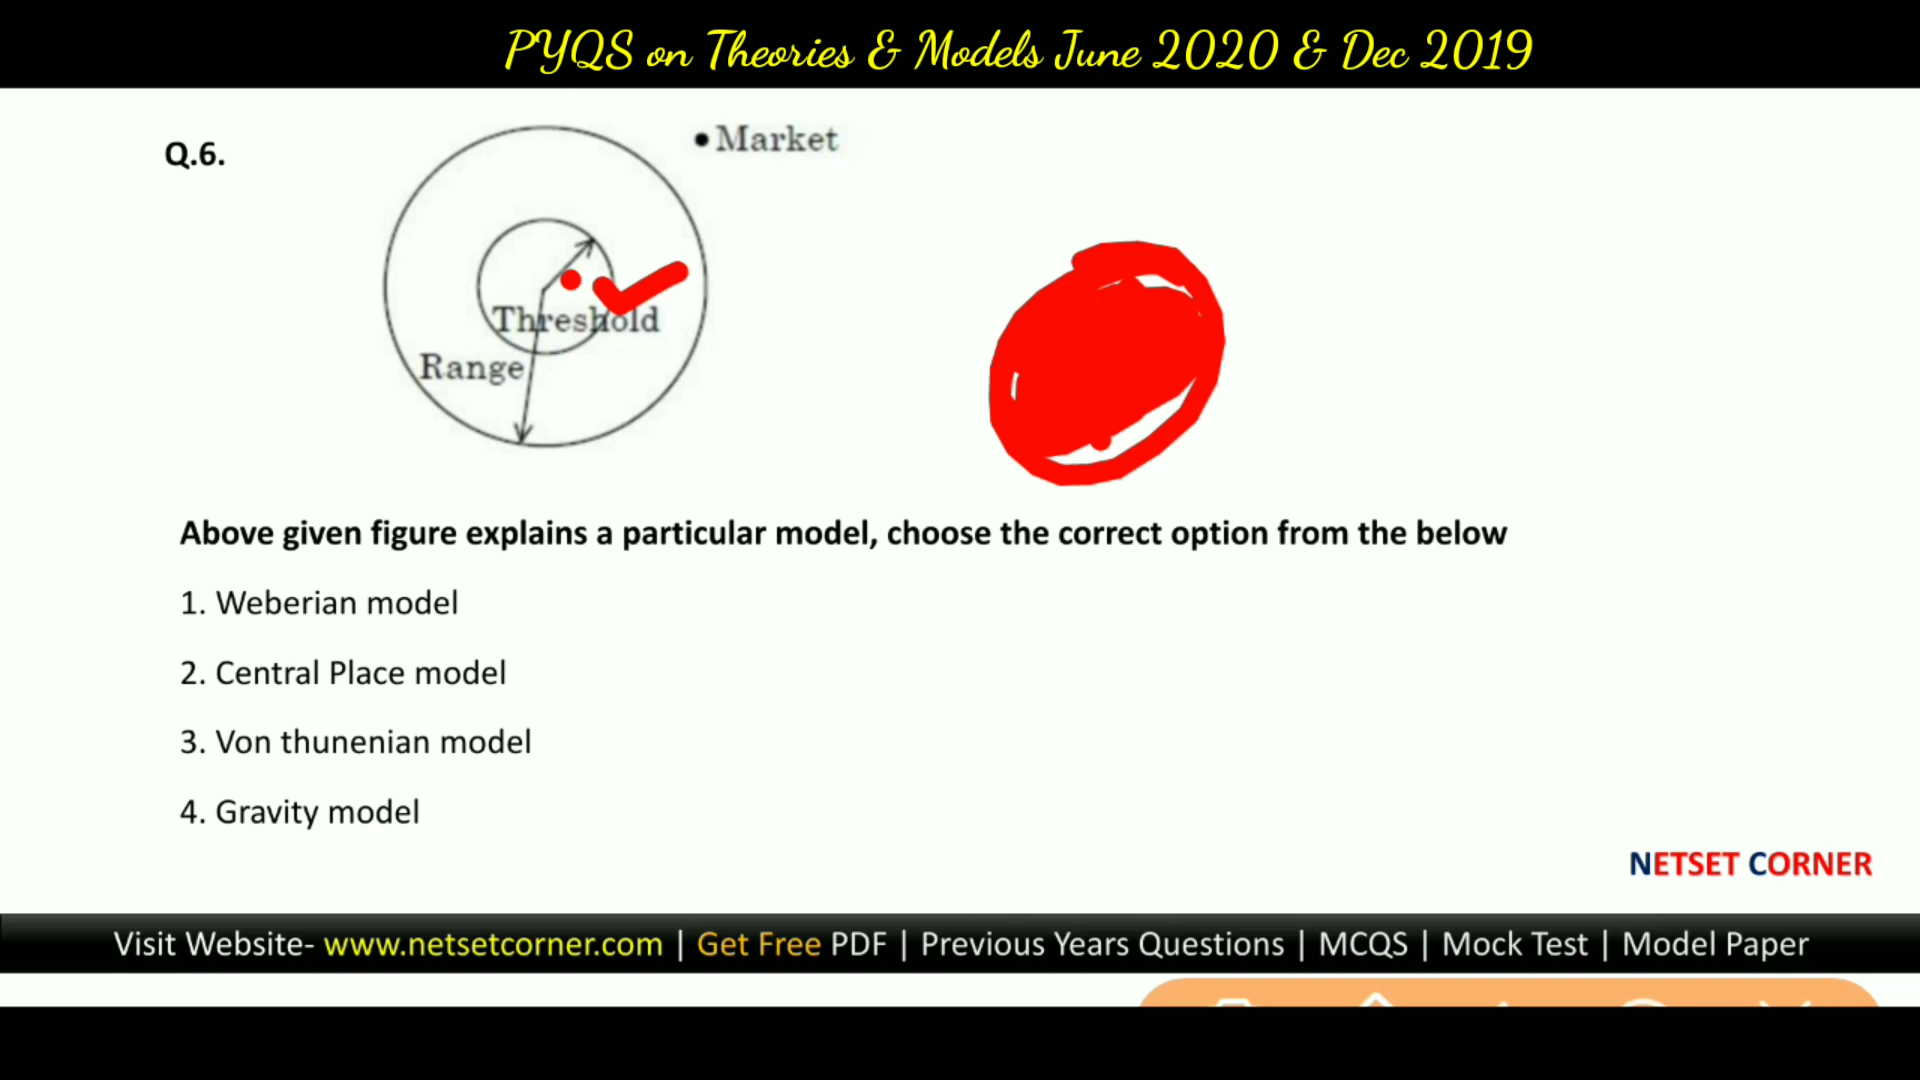 PYQS on Theories & Models June 2020 & Dec 2019
Q.6.
Market
Threshold
Range
Above given figure explains a particular model, choose the correct option from the below
1. Weberian model
2. Central Place model
3. Von thunenian model
4. Gravity model
NETSET CORNER
Visit Website- www.netsetcorner.com | Get Free PDF | Previous Years Questions | MCQS | Mock Test | Model Paper